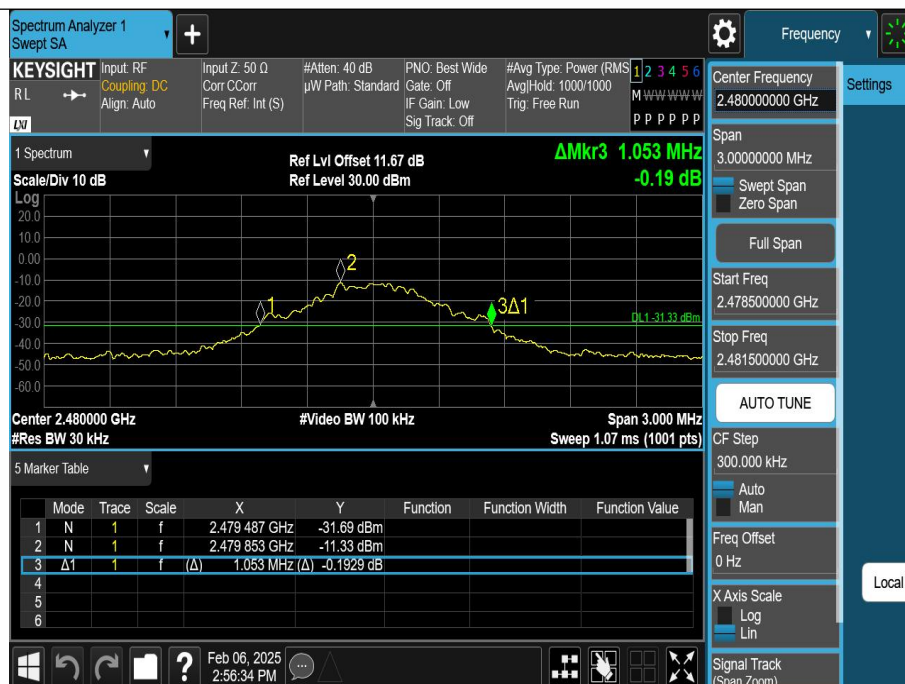 Spectrum Analyzer 1
Swept SA
+
Frequency
KEYSIGHT
RL
LXI
Input: RF
Coupling: DC
Align: Auto
Input Z: 50 Ω
Corr CCorr
Freq Ref: Int (S)
#Atten: 40 dB
µW Path: Standard
PNO: Best Wide
Gate: Off
IF Gain: Low
Sig Track: Off
#Avg Type: Power (RMS
Avg|Hold: 1000/1000
Trig: Free Run
1 2 3 4 5 6
M W W W W W
P P P P P P
1 Spectrum
Scale/Div 10 dB
Ref Lvl Offset 11.67 dB
Ref Level 30.00 dBm
ΔMkr3 1.053 MHz
-0.19 dB
Log
20.0
10.0
0.00
-10.0
-20.0
-30.0
-40.0
-50.0
-60.0
2
1
3Δ1
DL1 -31.33 dBm
Center 2.480000 GHz
#Video BW 100 kHz
Span 3.000 MHz
#Res BW 30 kHz
Sweep 1.07 ms (1001 pts)
5 Marker Table
Mode Trace Scale X Y Function Function Width Function Value
1 N 1 f 2.479 487 GHz -31.69 dBm
2 N 1 f 2.479 853 GHz -11.33 dBm
3 Δ1 1 f (Δ) 1.053 MHz (Δ) -0.1929 dB
4
5
6
Feb 06, 2025
2:56:34 PM
?
Center Frequency
2.480000000 GHz
Span
3.00000000 MHz
Swept Span
Zero Span
Full Span
Start Freq
2.478500000 GHz
Stop Freq
2.481500000 GHz
AUTO TUNE
CF Step
300.000 kHz
Auto
Man
Freq Offset
0 Hz
X Axis Scale
Log
Lin
Signal Track
(Span Zoom)
Settings
Local